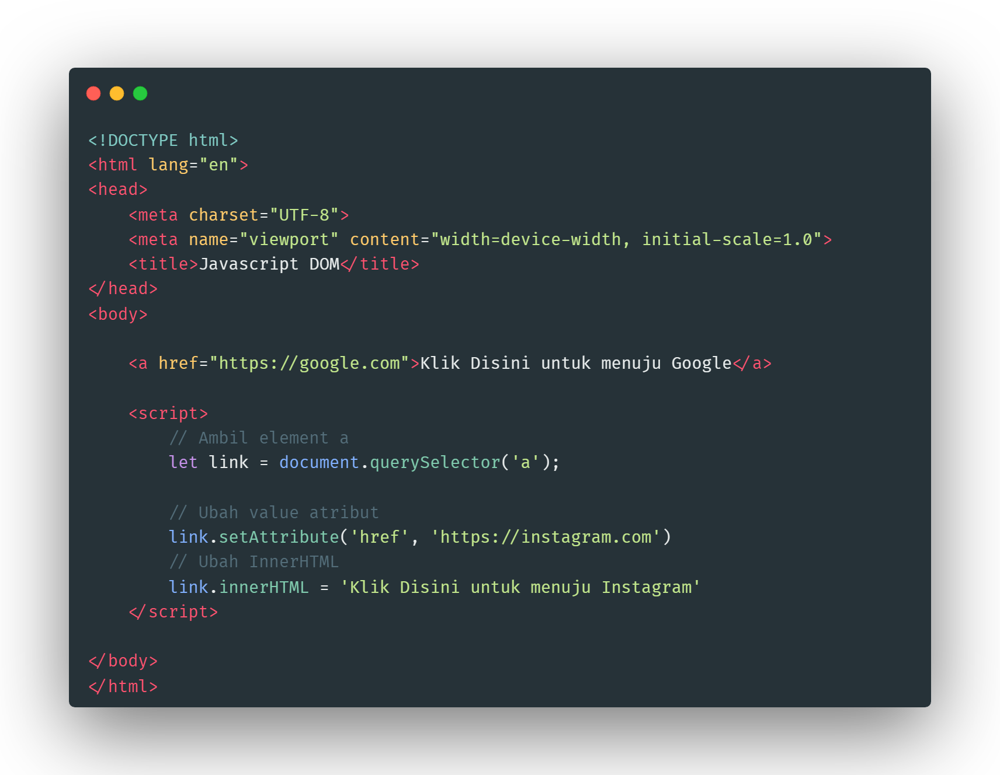 <!DOCTYPE html>
<html lang="en">
<head>
    <meta charset="UTF-8">
    <meta name="viewport" content="width=device-width, initial-scale=1.0">
    <title>Javascript DOM</title>
</head>
<body>

    <a href="https://google.com">Klik Disini untuk menuju Google</a>

    <script>
        // Ambil element a
        let link = document.querySelector('a');

        // Ubah value atribut
        link.setAttribute('href', 'https://instagram.com')
        // Ubah InnerHTML
        link.innerHTML = 'Klik Disini untuk menuju Instagram'
    </script>

</body>
</html>